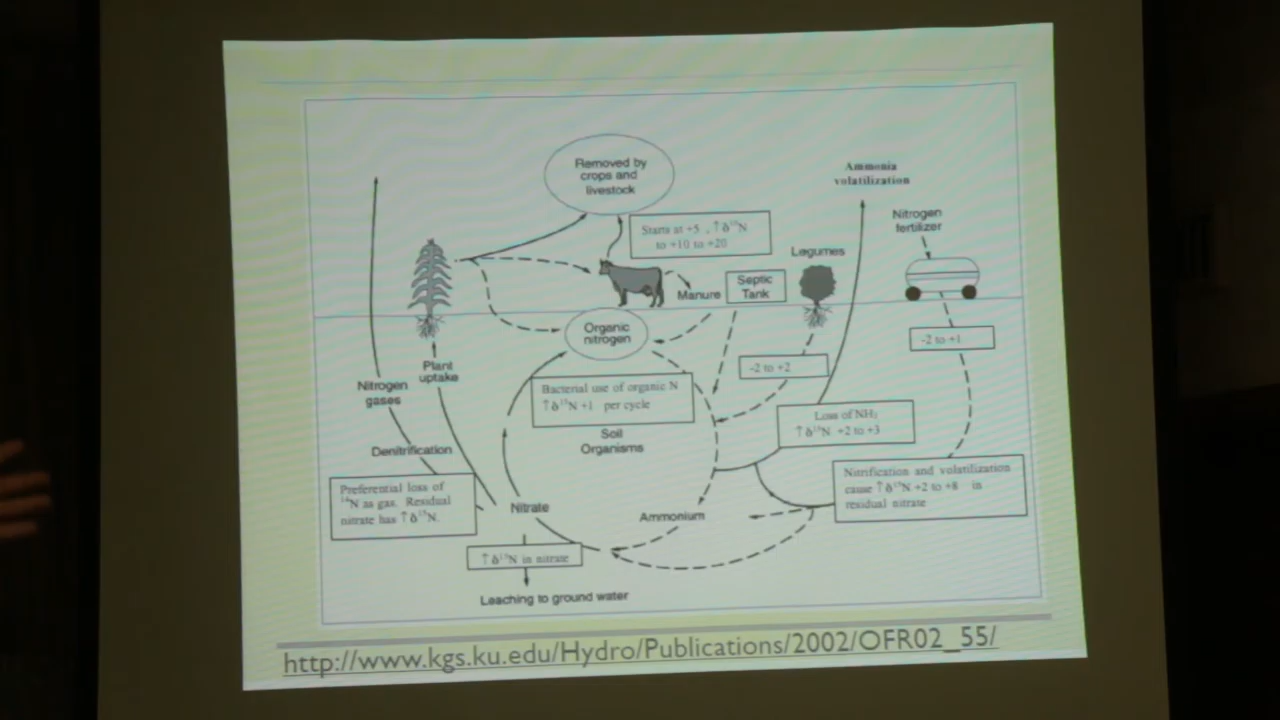 Removed by
crops and
livestock
Ammonia
volatilization
Starts at +5 , ↑ δ¹⁵N
to +10 to +20
Nitrogen
fertilizer
Legumes
Manure
Septic
Tank
Organic
nitrogen
-2 to +1
Plant
uptake
Nitrogen
gases
-2 to +2
Bacterial use of organic N
↑ δ¹⁵N +1 per cycle
Loss of NH₃
↑ δ¹⁵N +2 to +3
Soil
Organisms
Denitrification
Nitrification and volatilization
cause ↑ δ¹⁵N +2 to +8 in
residual nitrate
Preferential loss of
¹⁴N as gas. Residual
nitrate has ↑ δ¹⁵N.
Nitrate
Ammonium
↑ δ¹⁵N in nitrate
Leaching to ground water
http://www.kgs.ku.edu/Hydro/Publications/2002/OFR02_55/